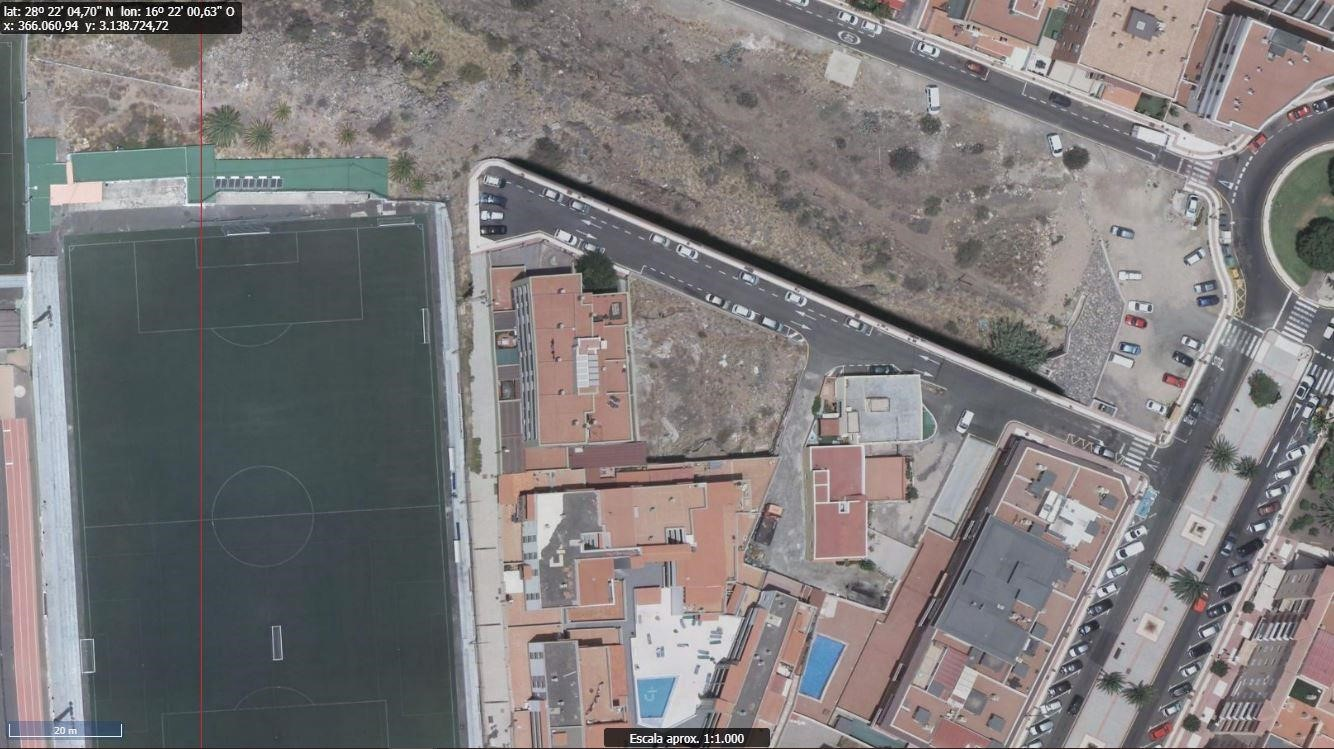 lat: 28º 22' 04,70" N  lon: 16º 22' 00,63" O
x: 366.060,94  y: 3.138.724,72
20 m
Escala aprox. 1:1.000